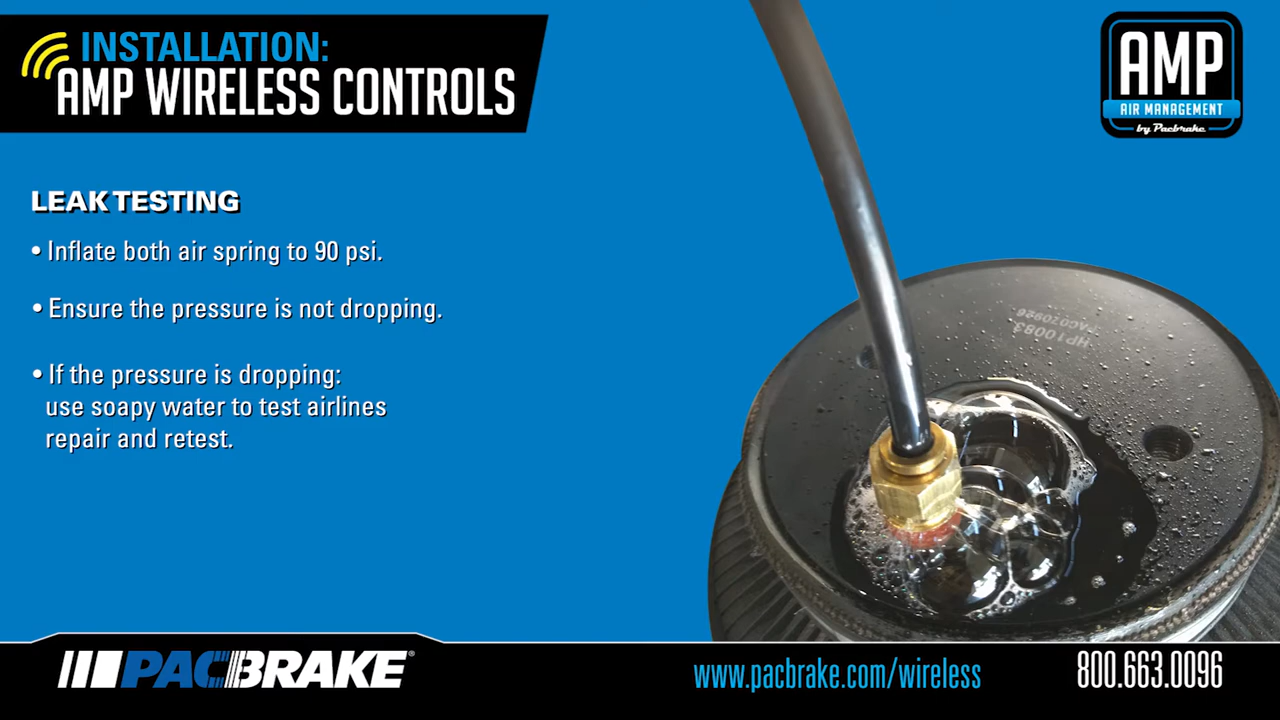 INSTALLATION:
AMP WIRELESS CONTROLS
AMP
AIR MANAGEMENT
by Pacbrake
LEAK TESTING
• Inflate both air spring to 90 psi.
• Ensure the pressure is not dropping.
• If the pressure is dropping:
use soapy water to test airlines
repair and retest.
HP10083
PAC070926
PACBRAKE®
www.pacbrake.com/wireless
800.663.0096